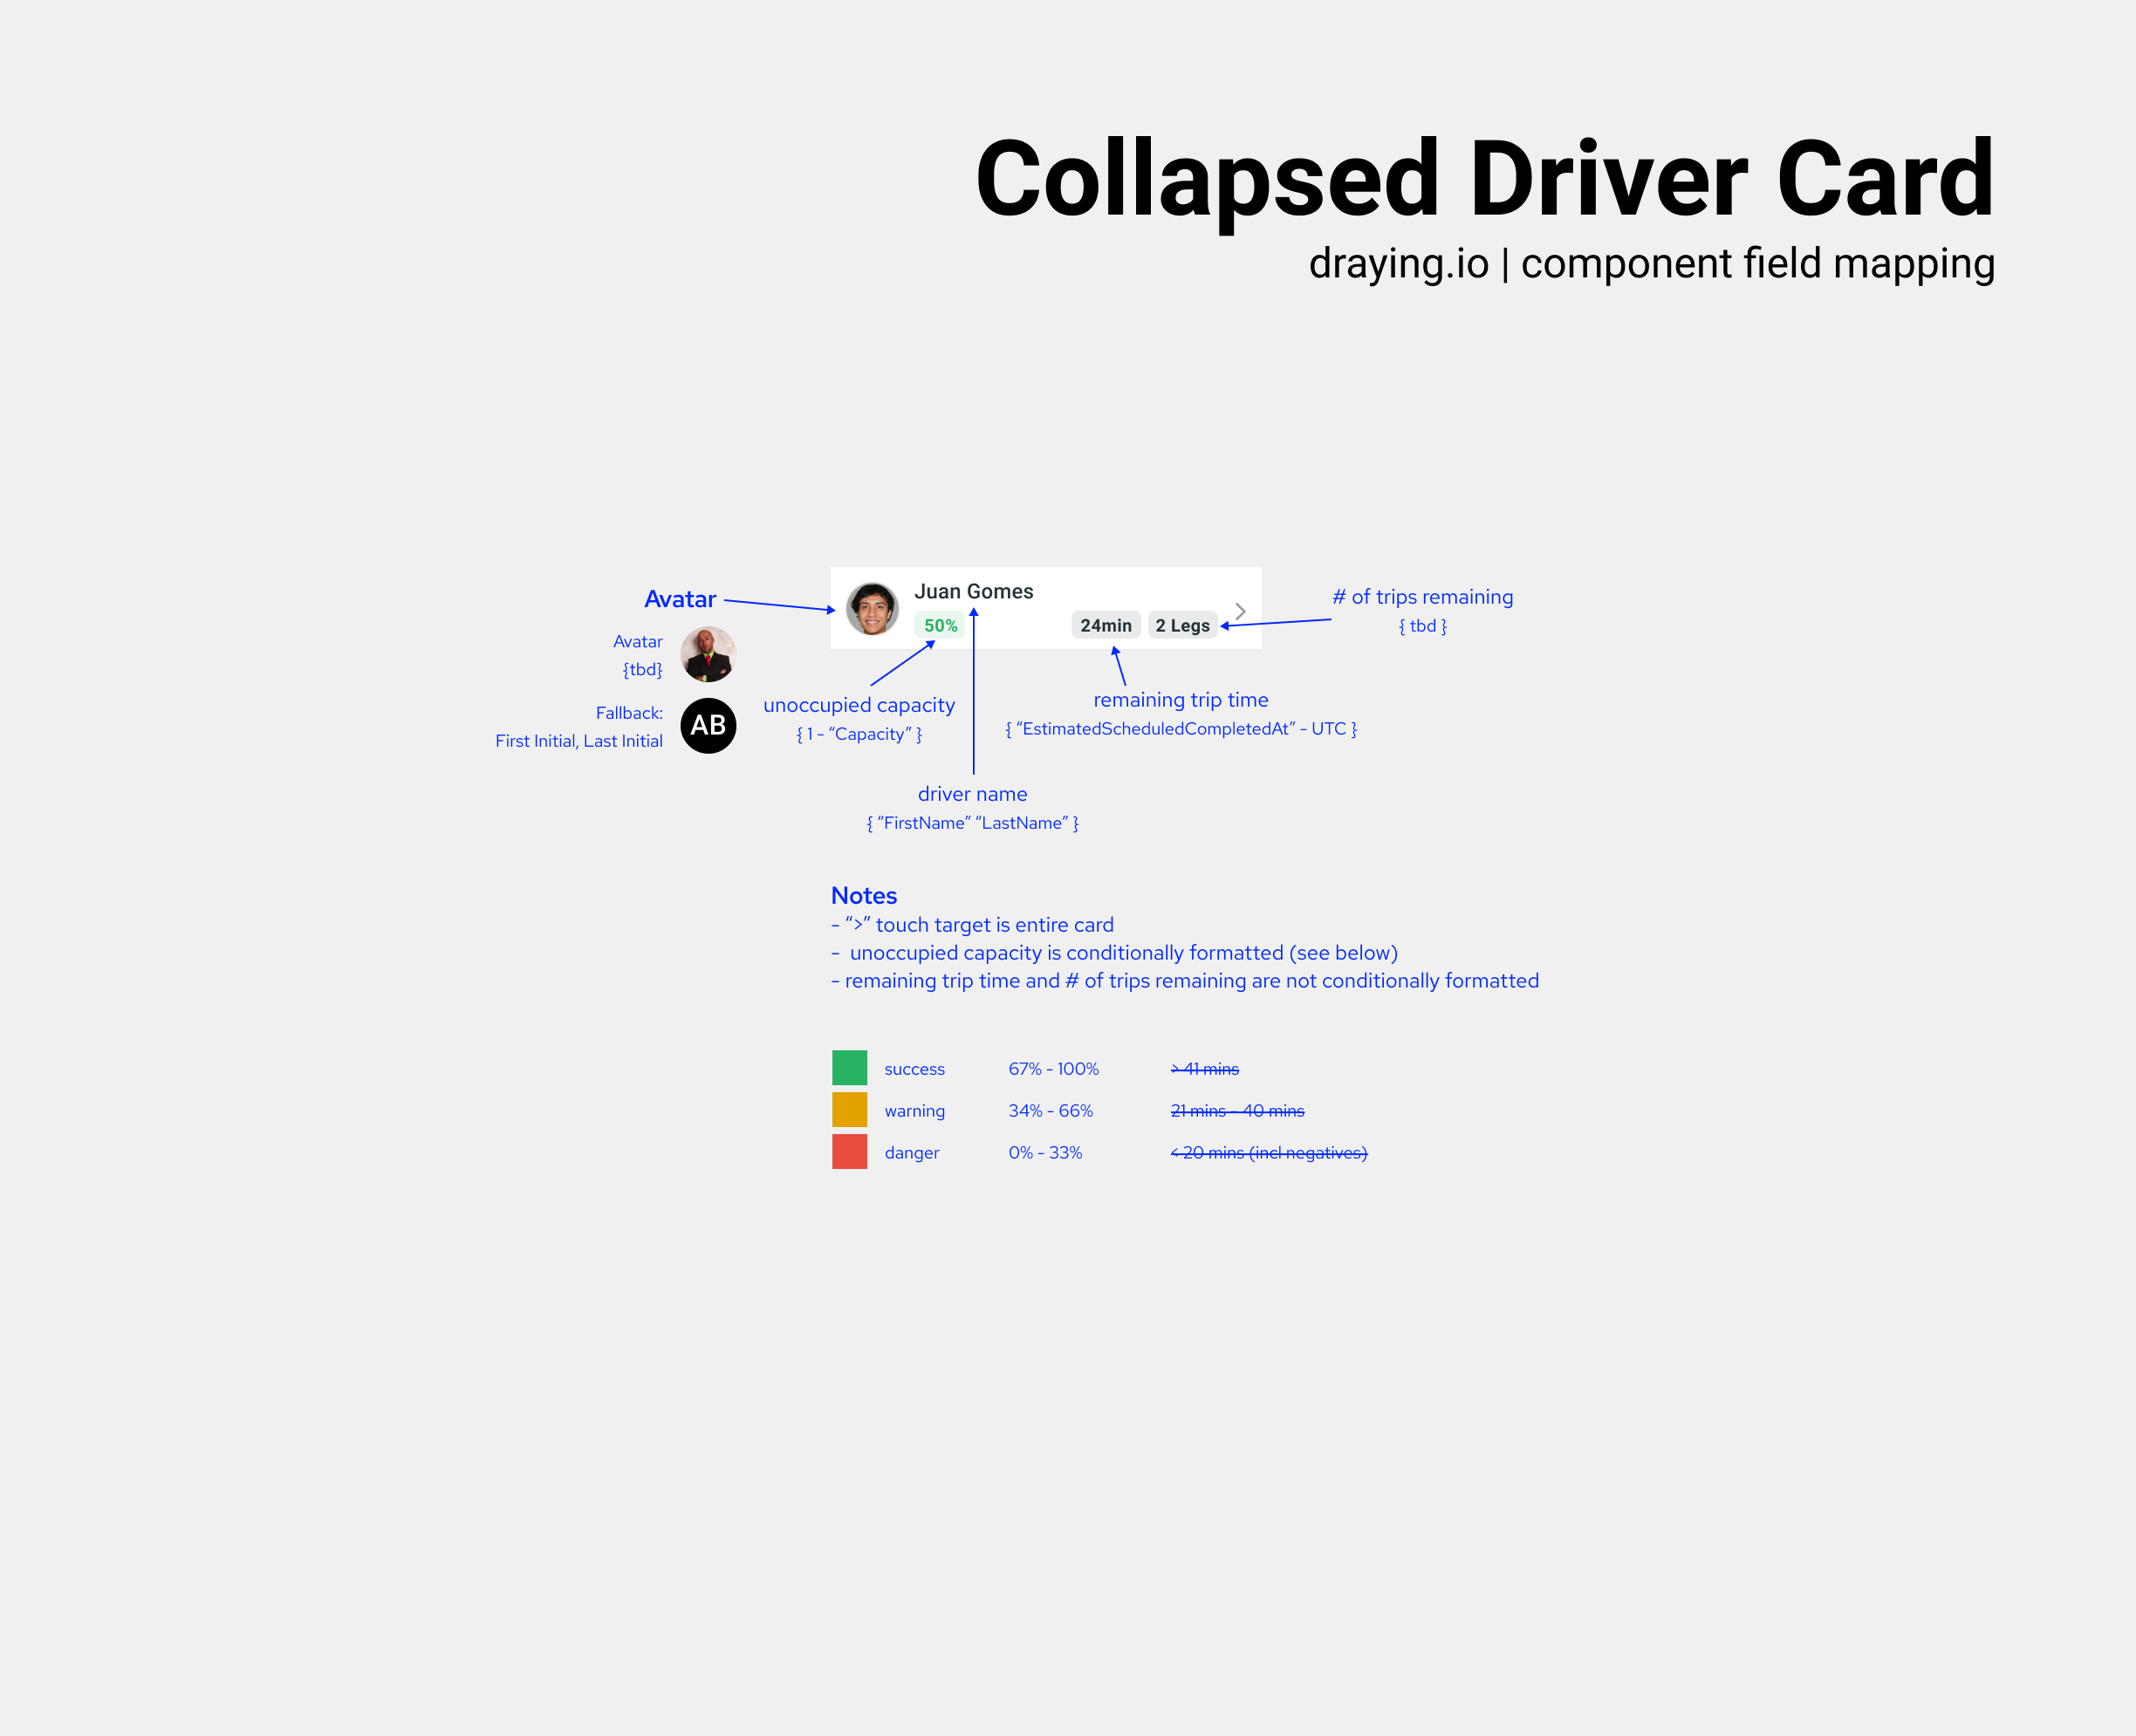 Collapsed Driver Card
draying.io | component field mapping
Avatar
Avatar
{tbd}
Fallback:
First Initial, Last Initial
AB
Juan Gomes
50%
24min
2 Legs
# of trips remaining
{ tbd }
unoccupied capacity
{ 1 - “Capacity” }
remaining trip time
{ “EstimatedScheduledCompletedAt” - UTC }
driver name
{ “FirstName” “LastName” }
Notes
- “>” touch target is entire card
- unoccupied capacity is conditionally formatted (see below)
- remaining trip time and # of trips remaining are not conditionally formatted
success 67% - 100% > 41 mins
warning 34% - 66% 21 mins - 40 mins
danger 0% - 33% < 20 mins (incl negatives)